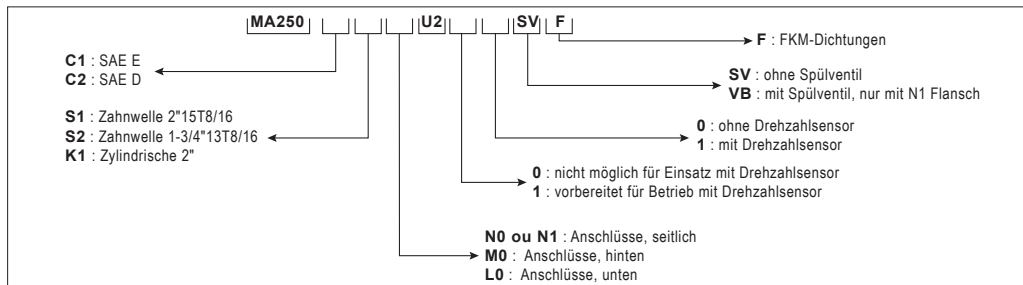 MA250 U2 SV F
F : FKM-Dichtungen
C1 : SAE E
C2 : SAE D
SV : ohne Spülventil
VB : mit Spülventil, nur mit N1 Flansch
S1 : Zahnwelle 2"15T8/16
S2 : Zahnwelle 1-3/4"13T8/16
K1 : Zylindrische 2"
0 : ohne Drehzahlsensor
1 : mit Drehzahlsensor
0 : nicht möglich für Einsatz mit Drehzahlsensor
1 : vorbereitet für Betrieb mit Drehzahlsensor
N0 ou N1 : Anschlüsse, seitlich
M0 : Anschlüsse, hinten
L0 : Anschlüsse, unten